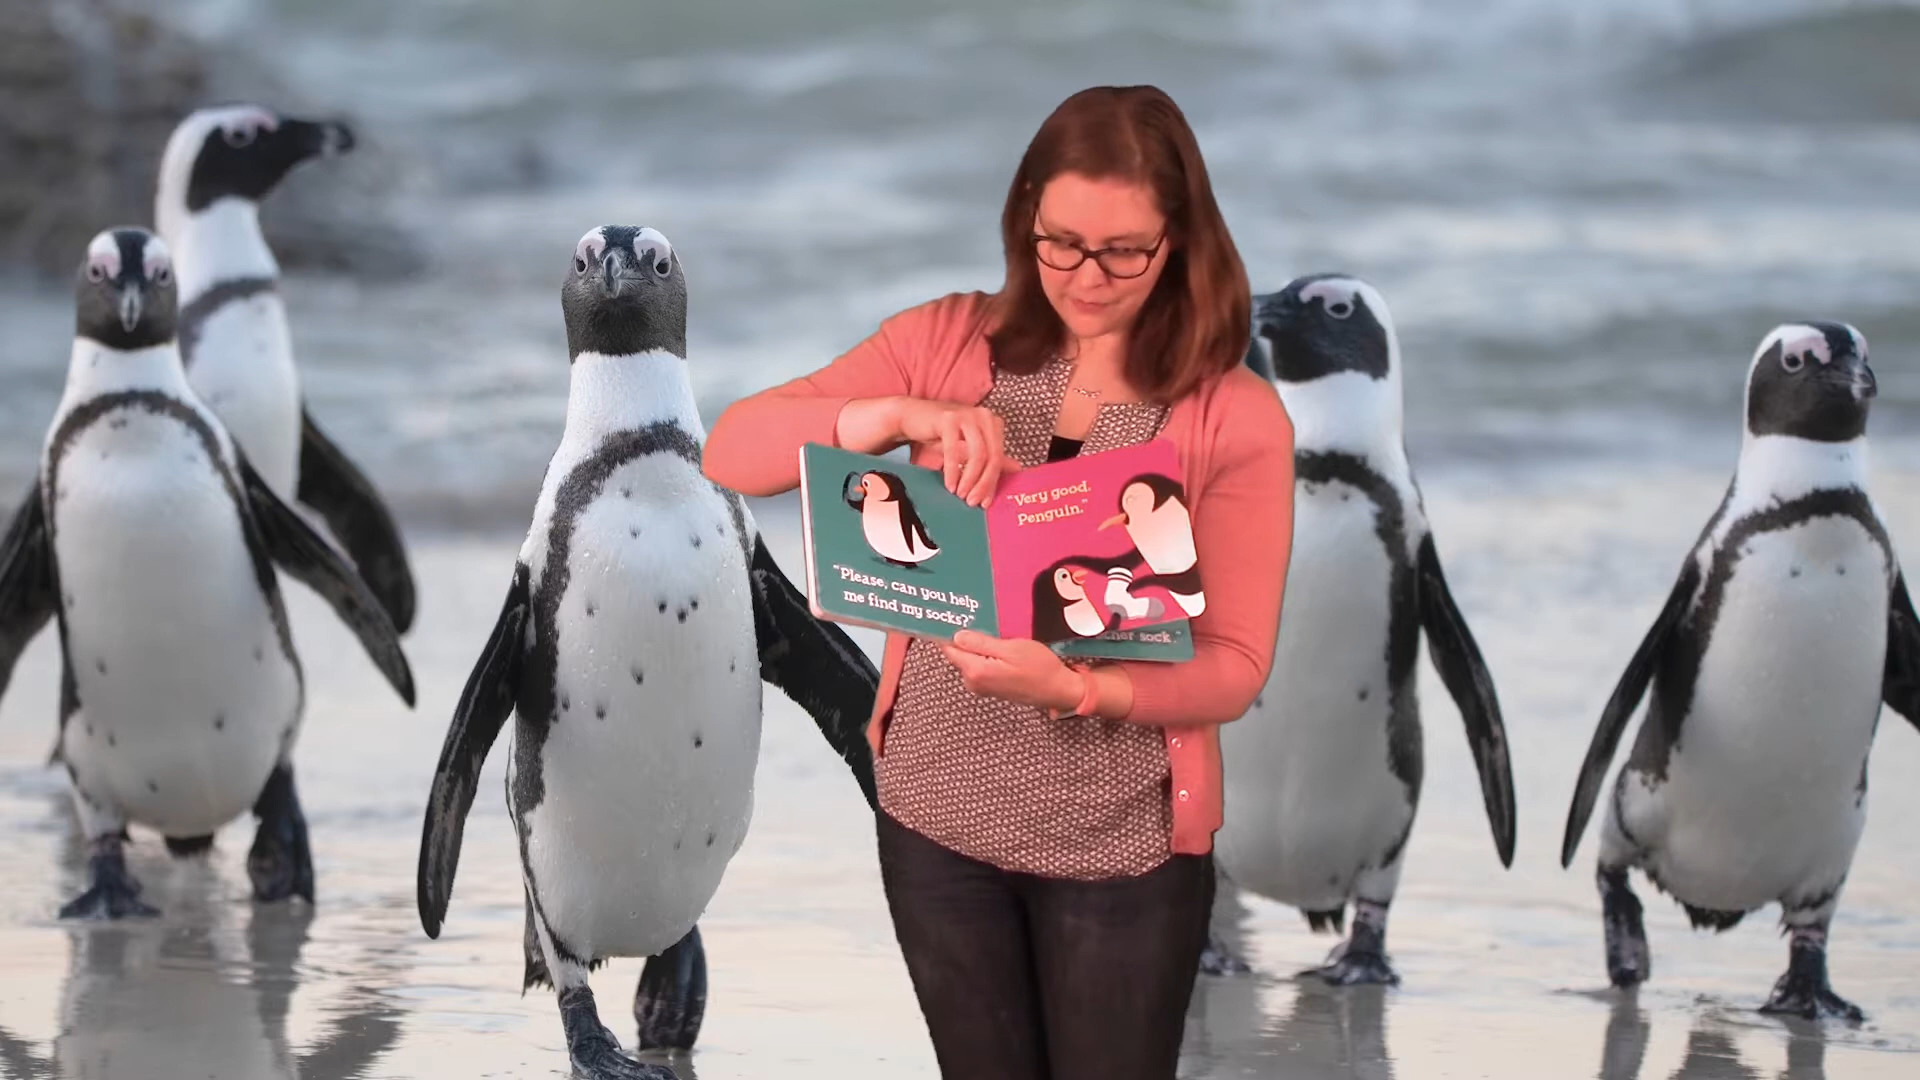 "Please, can you help
me find my socks?"
"Very good,
Penguin."
sock."